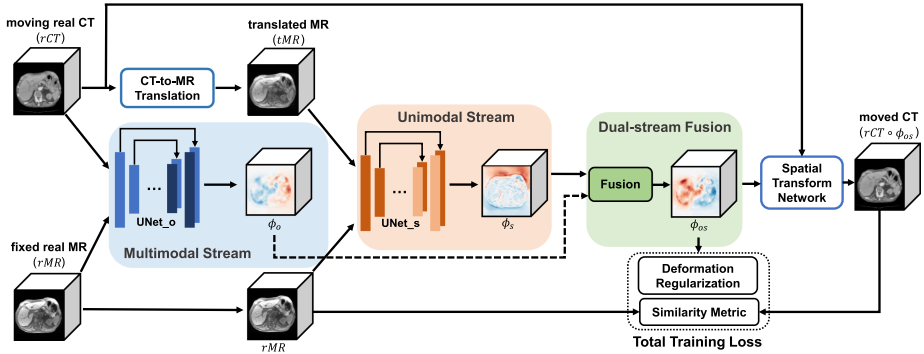 moving real CT
(rCT)
translated MR
(tMR)
CT-to-MR
Translation
Unimodal Stream
Dual-stream Fusion
moved CT
(rCT ∘ ϕos)
...
UNet_o
ϕo
Multimodal Stream
...
UNet_s
ϕs
Fusion
ϕos
Spatial
Transform
Network
fixed real MR
(rMR)
rMR
Deformation
Regularization
Similarity Metric
Total Training Loss